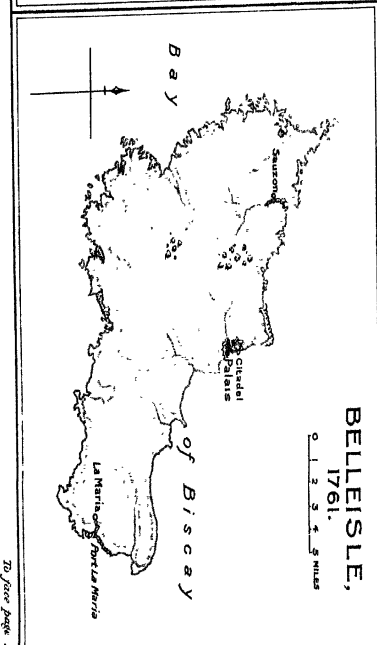 BELLEISLE,
1761.
0 1 2 3 4 5 MILES
Bay of Biscay
Sauzono
Citadel
Palais
La Maria
Port La Maria
To face page